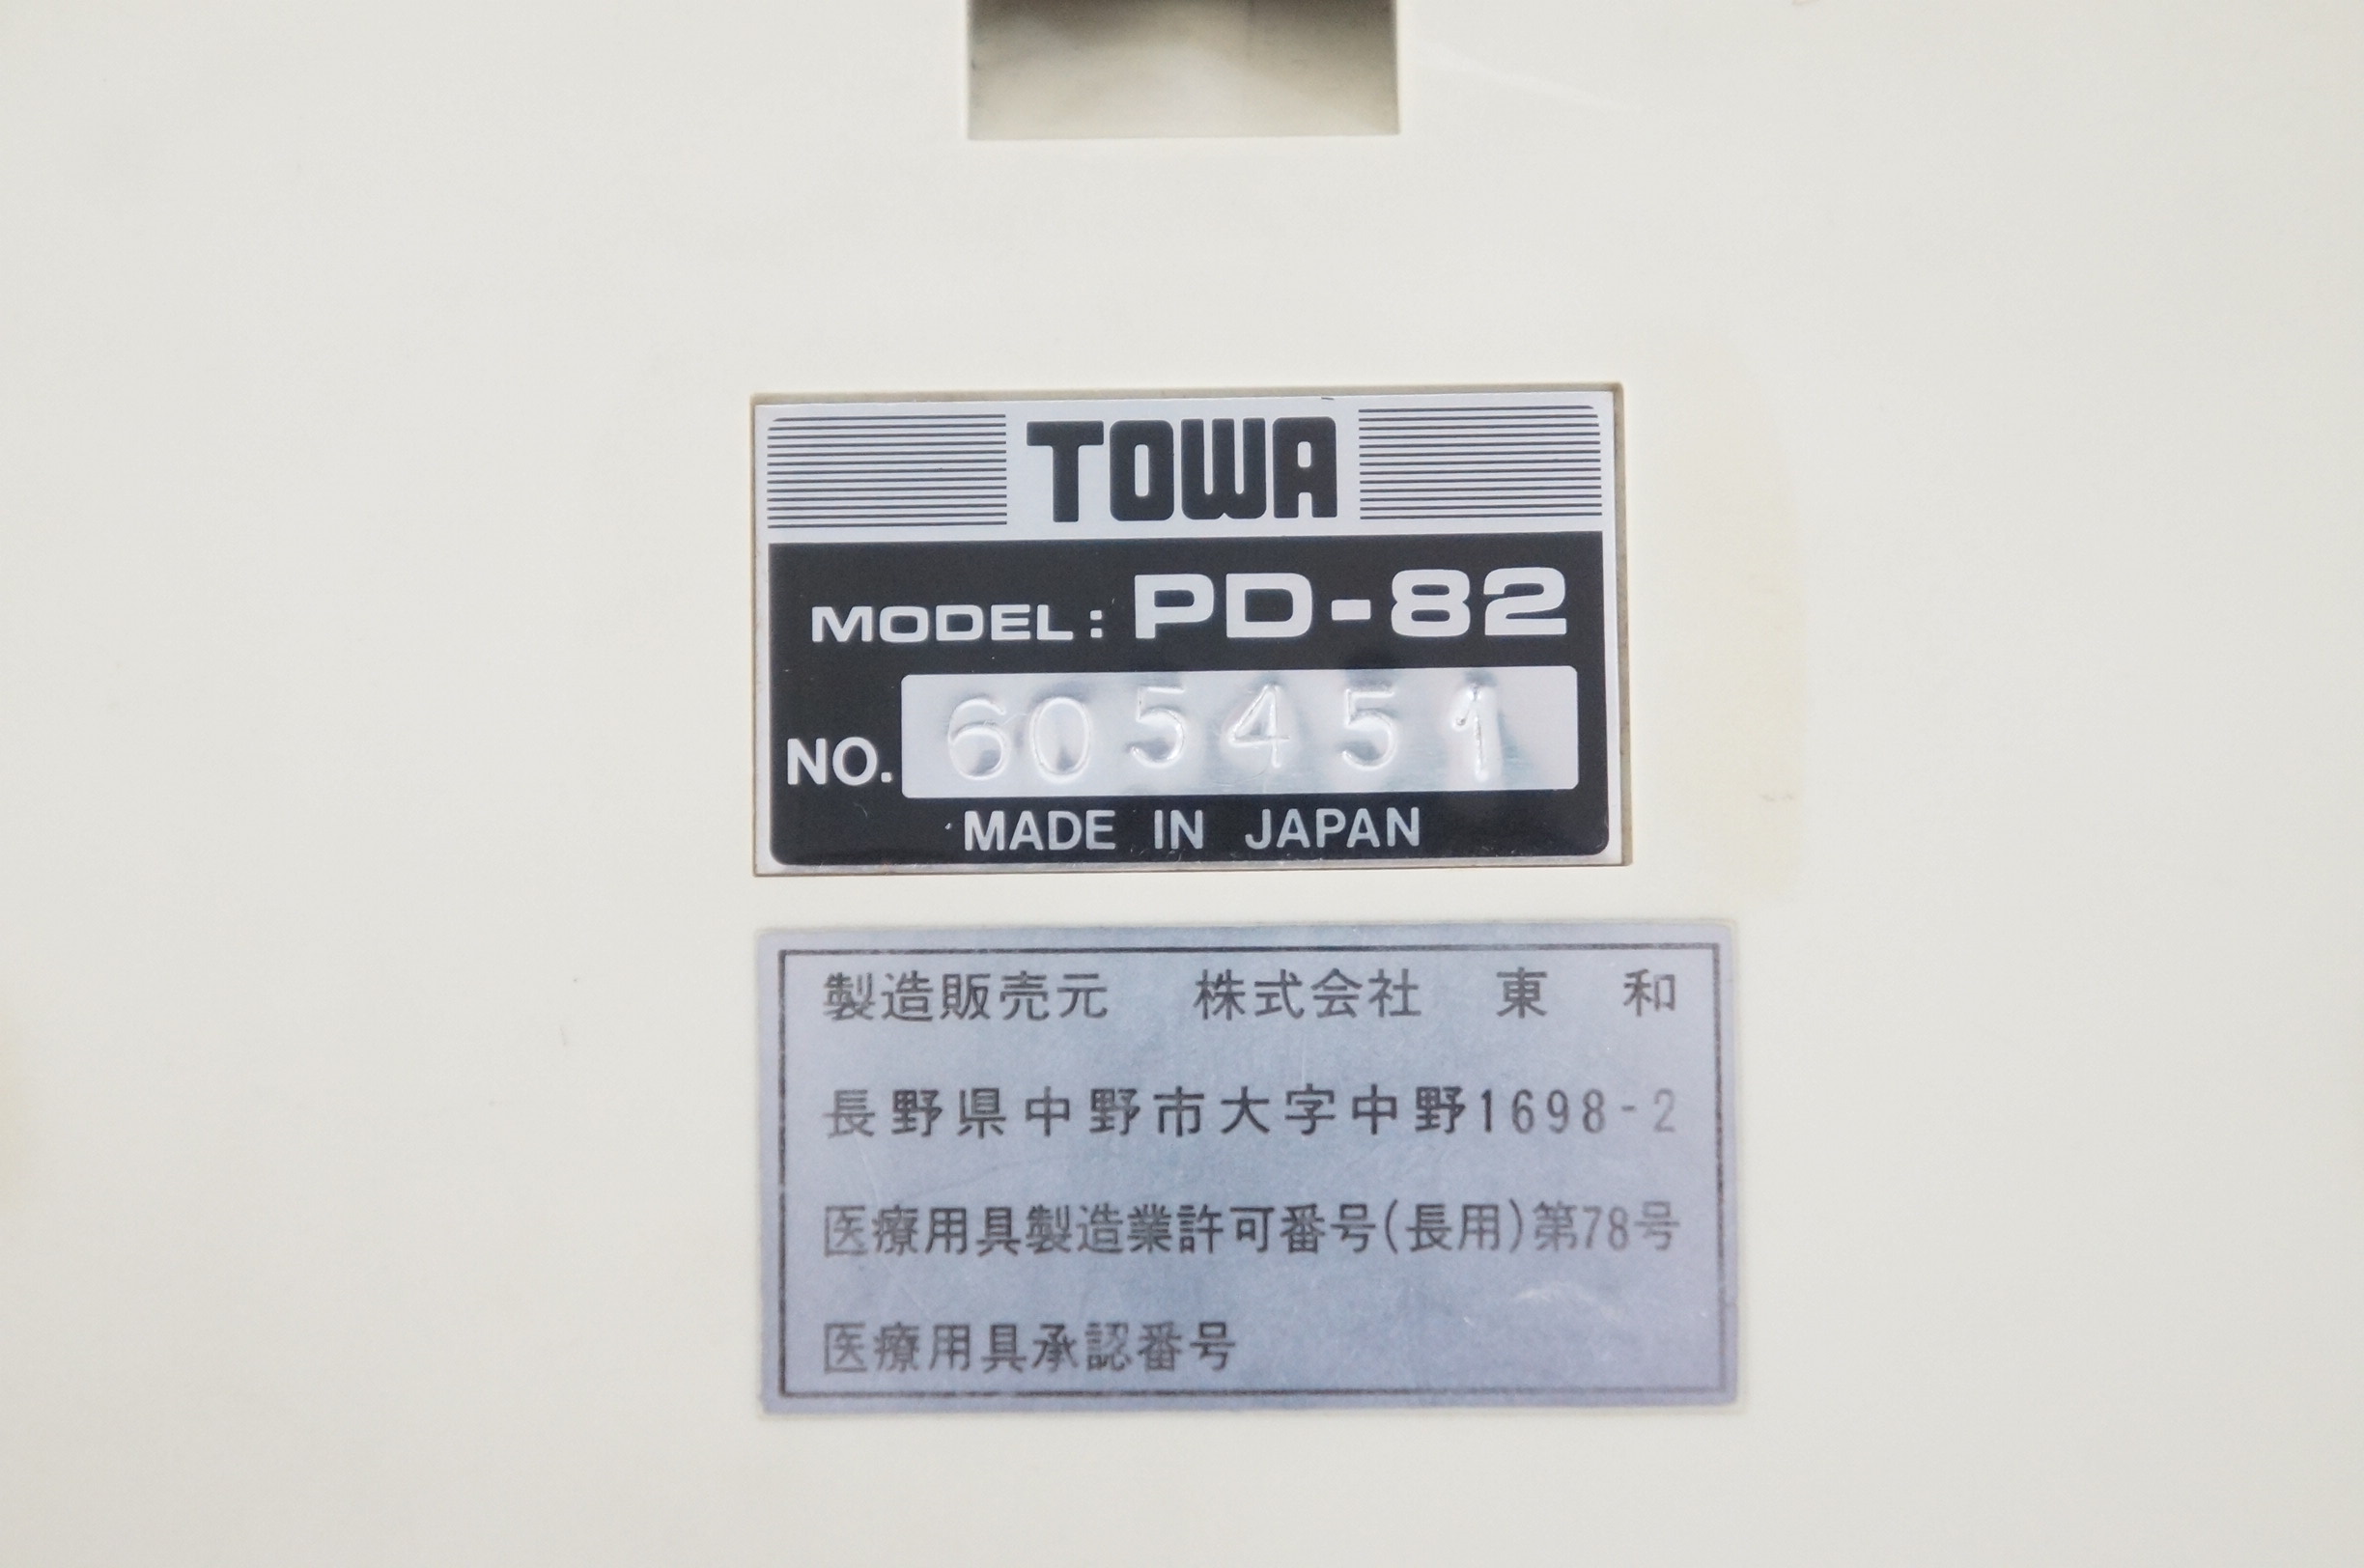 TOWA
MODEL: PD-82
NO. 605451
MADE IN JAPAN
製造販売元 株式会社 東 和
長野県中野市大字中野1698-2
医療用具製造業許可番号(長用)第78号
医療用具承認番号